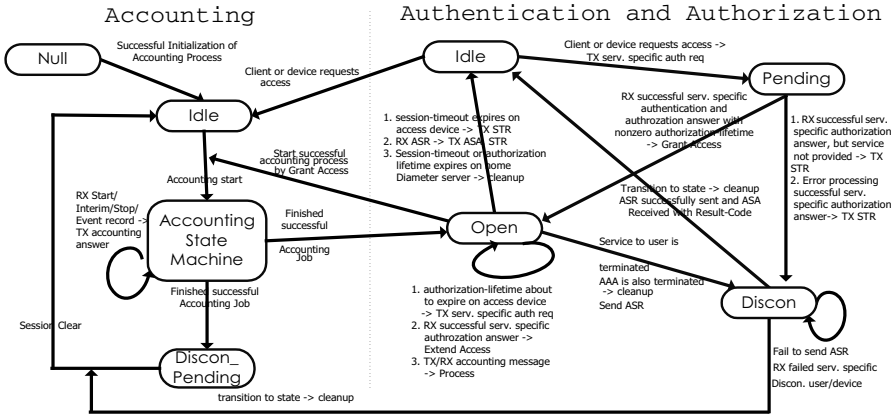 Accounting
Authentication and Authorization
Null
Successful Initialization of
Accounting Process
Idle
Client or device requests
access
Idle
Client or device requests access ->
TX serv. specific auth req
Pending
RX successful serv. specific
authentication and
authrozation answer with
nonzero authorization lifetime
-> Grant Access
1. session-timeout expires on
access device -> TX STR
2. RX ASR -> TX ASA, STR
3. Session-timeout or authorization
lifetime expires on home
Diameter server -> cleanup
1. RX successful serv.
specific authorization
answer, but service
not provided -> TX
STR
2. Error processing
successful serv.
specific authorization
answer-> TX STR
Start successful
accounting process
by Grant Access
Accounting start
RX Start/
Interim/Stop/
Event record ->
TX accounting
answer
Accounting
State
Machine
Finished
successful
Accounting
Job
Transition to state -> cleanup
ASR successfully sent and ASA
Received with Result-Code
Open
Service to user is
terminated
AAA is also terminated
-> cleanup
Send ASR
Discon
Finished successful
Accounting Job
1. authorization-lifetime about
to expire on access device
-> TX serv. specific auth req
2. RX successful serv. specific
authrozation answer ->
Extend Access
3. TX/RX accounting message
-> Process
Session Clear
Discon_
Pending
Fail to send ASR
RX failed serv. specific
Discon. user/device
transition to state -> cleanup